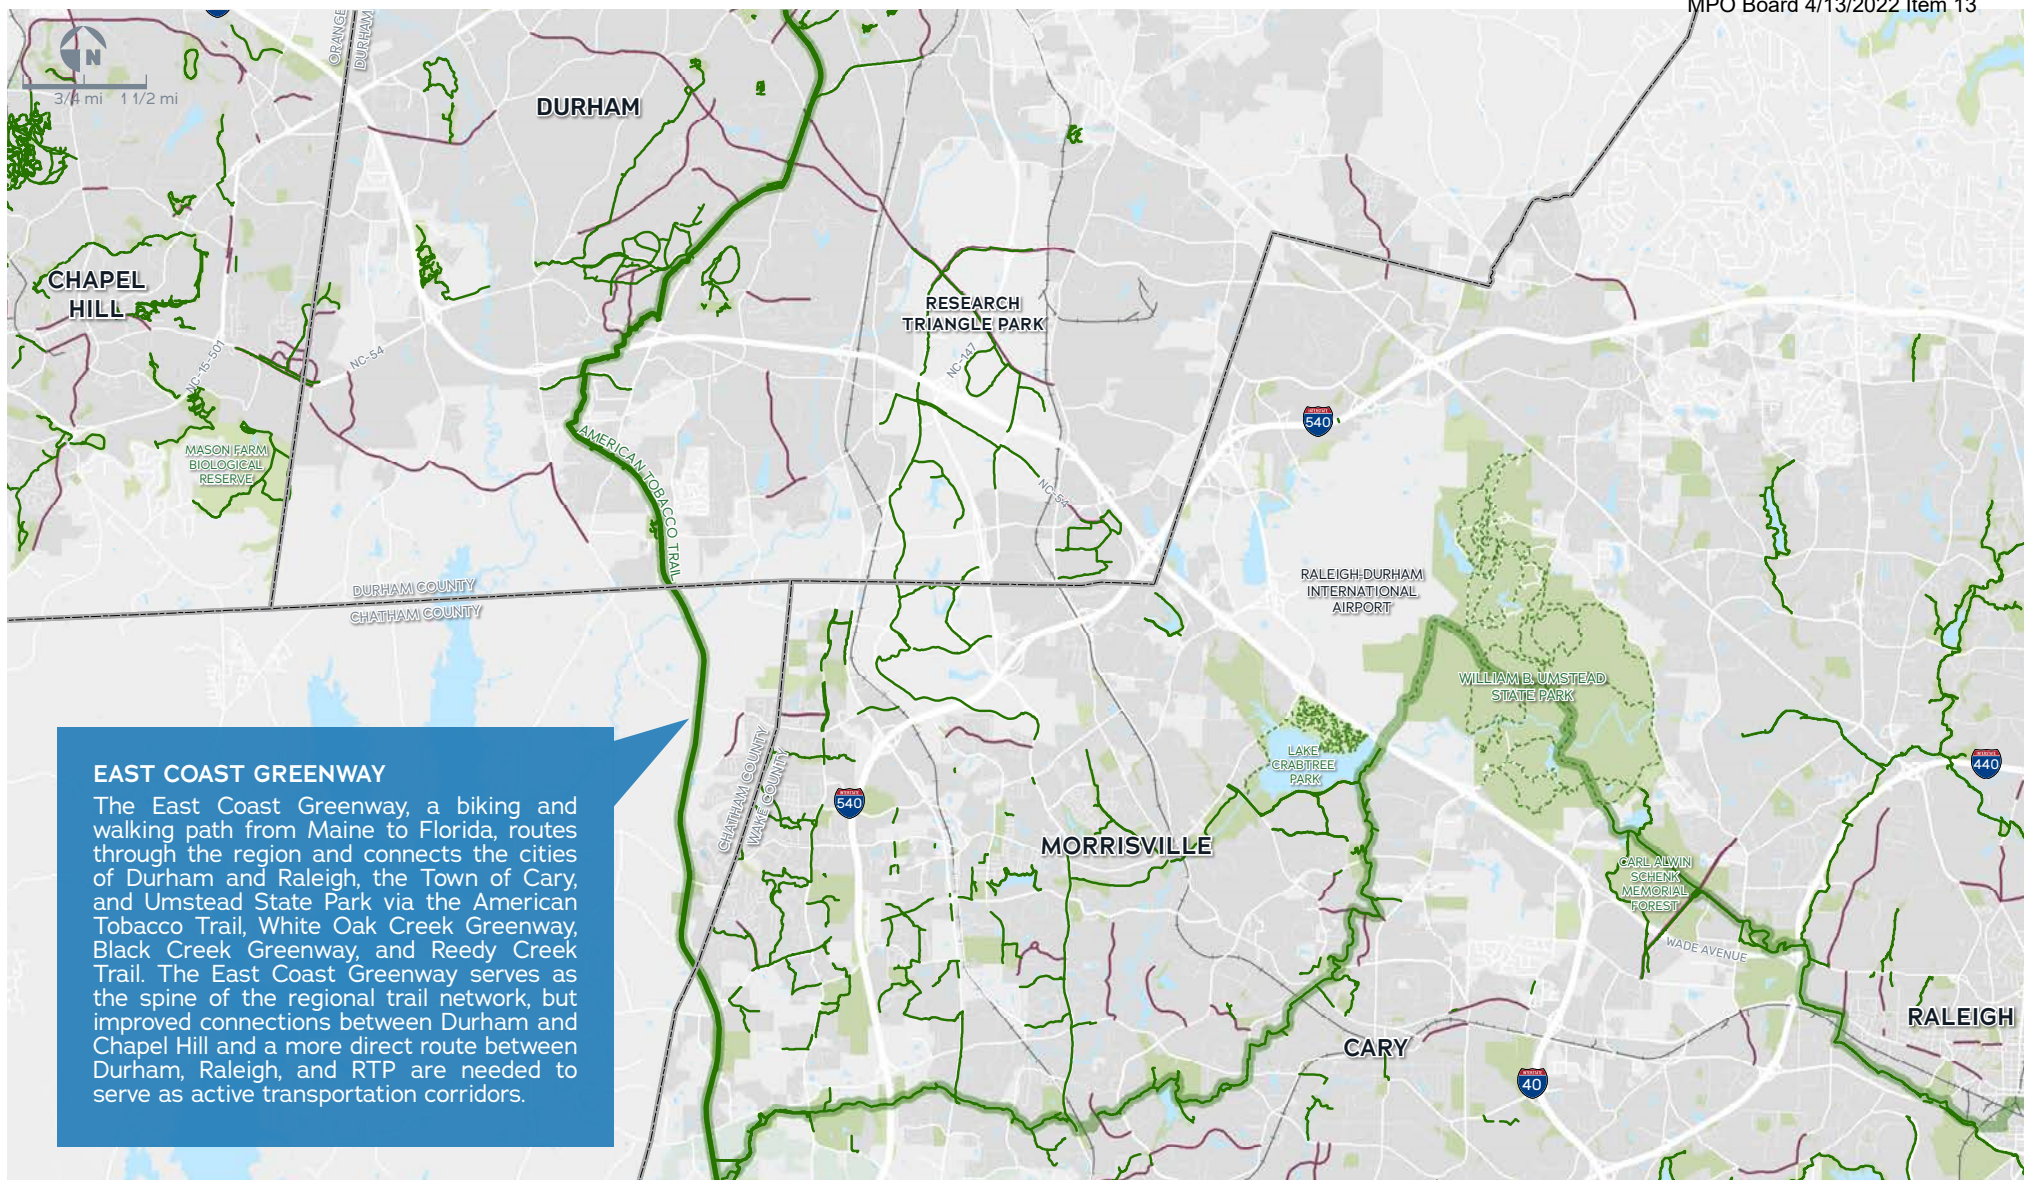 MPO Board 4/13/2022 Item 13
ORANGE
DURHAM
N
3/4 mi 1 1/2 mi
DURHAM
CHAPEL
HILL
RESEARCH
TRIANGLE PARK
NC-147
NC-15-501
NC-54
INTERSTATE
540
AMERICAN TOBACCO TRAIL
MASON FARM
BIOLOGICAL
RESERVE
NC-54
RALEIGH-DURHAM
INTERNATIONAL
AIRPORT
DURHAM COUNTY
CHATHAM COUNTY
WILLIAM B. UMSTEAD
STATE PARK
LAKE
CRABTREE
PARK
CHATHAM COUNTY
WAKE COUNTY
INTERSTATE
440
INTERSTATE
540
MORRISVILLE
CARL ALWIN
SCHENK
MEMORIAL
FOREST
WADE AVENUE
RALEIGH
CARY
INTERSTATE
40
EAST COAST GREENWAY
The East Coast Greenway, a biking and
walking path from Maine to Florida, routes
through the region and connects the cities
of Durham and Raleigh, the Town of Cary,
and Umstead State Park via the American
Tobacco Trail, White Oak Creek Greenway,
Black Creek Greenway, and Reedy Creek
Trail. The East Coast Greenway serves as
the spine of the regional trail network, but
improved connections between Durham and
Chapel Hill and a more direct route between
Durham, Raleigh, and RTP are needed to
serve as active transportation corridors.